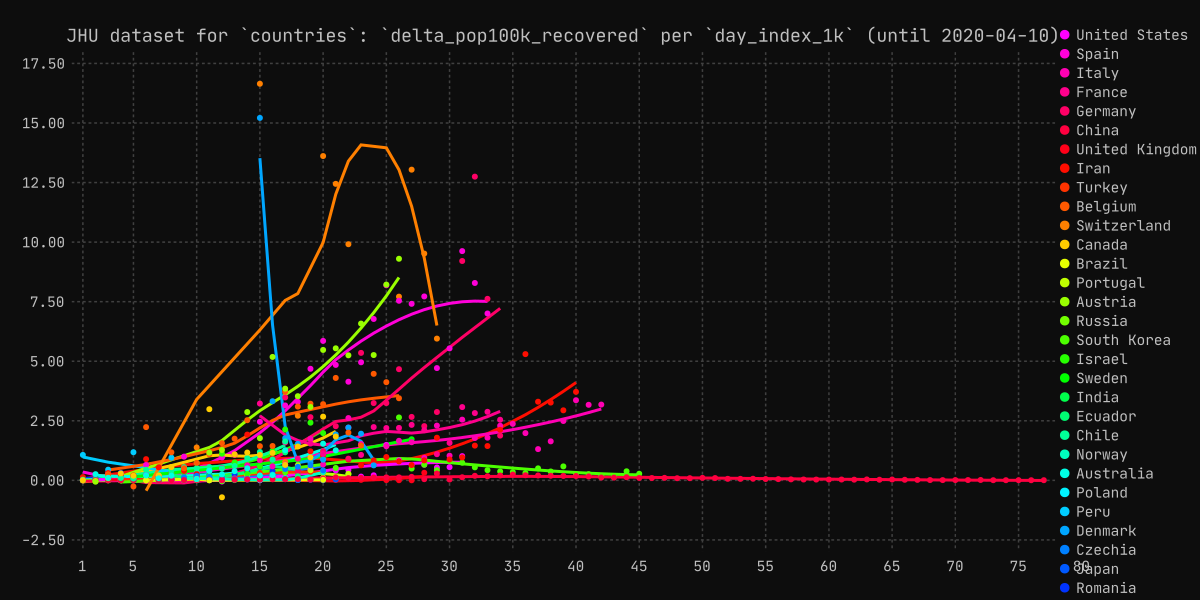 JHU dataset for `countries`: `delta_pop100k_recovered` per `day_index_1k` (until 2020-04-10)
United States
Spain
Italy
France
Germany
China
United Kingdom
Iran
Turkey
Belgium
Switzerland
Canada
Brazil
Portugal
Austria
Russia
South Korea
Israel
Sweden
India
Ecuador
Chile
Norway
Australia
Poland
Peru
Denmark
Czechia
Japan
Romania
17.50
15.00
12.50
10.00
7.50
5.00
2.50
0.00
−2.50
1 5 10 15 20 25 30 35 40 45 50 55 60 65 70 75 80